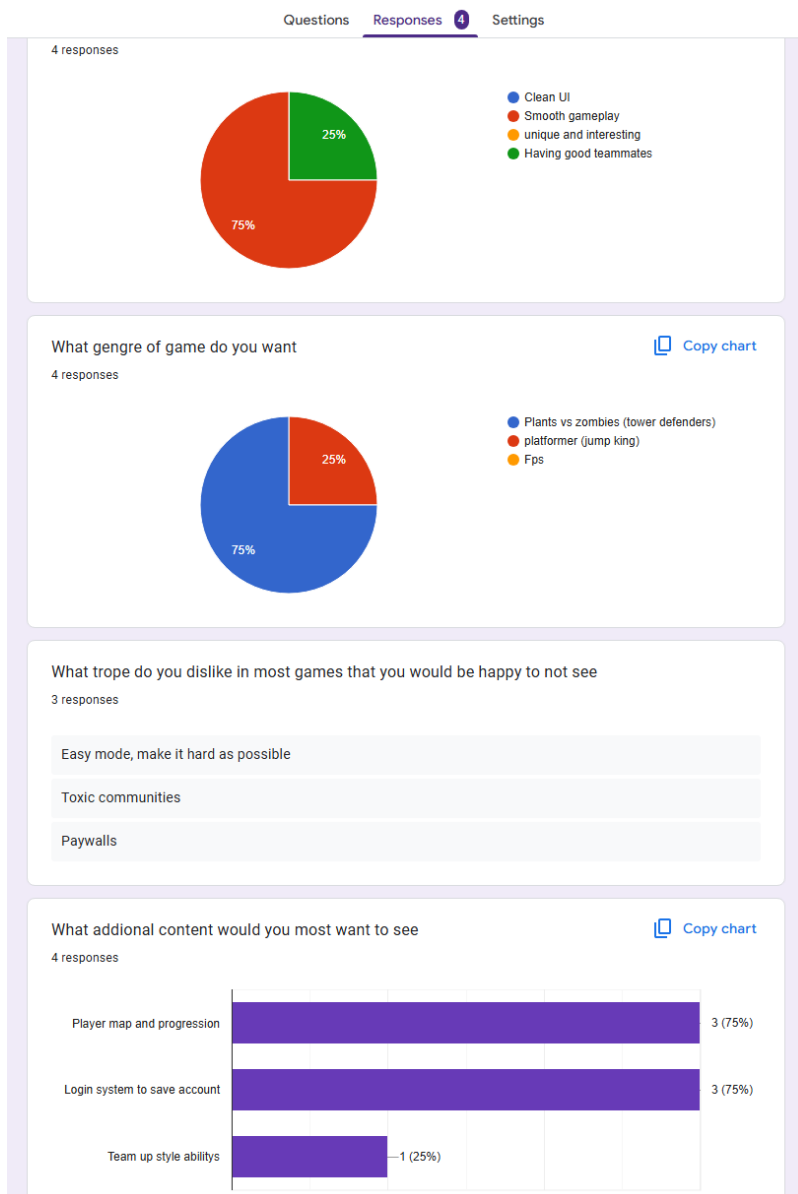 Questions Responses 4 Settings
4 responses
Clean UI
Smooth gameplay
unique and interesting
Having good teammates
25%
75%
What gengre of game do you want
Copy chart
4 responses
Plants vs zombies (tower defenders)
platformer (jump king)
Fps
25%
75%
What trope do you dislike in most games that you would be happy to not see
3 responses
Easy mode, make it hard as possible
Toxic communities
Paywalls
What addional content would you most want to see
Copy chart
4 responses
Player map and progression 3 (75%)
Login system to save account 3 (75%)
Team up style abilitys 1 (25%)